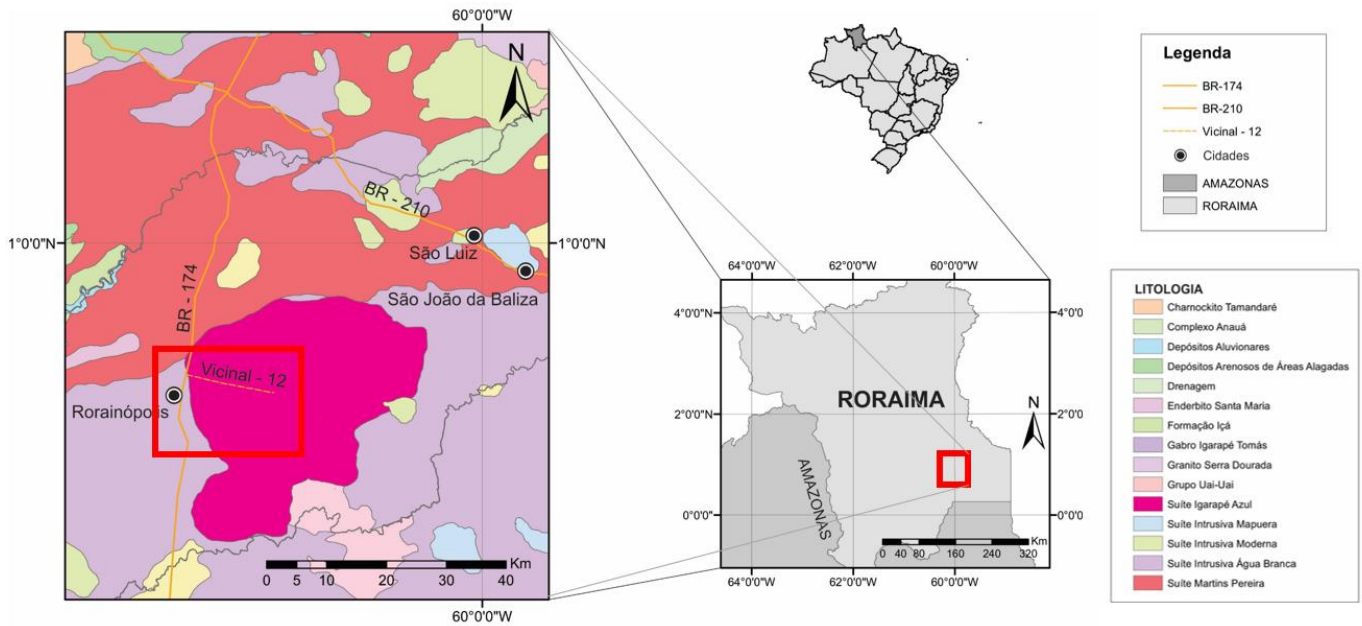 60°0'0"W
N
1°0'0"N
1°0'0"N
BR - 210
São Luiz
São João da Baliza
BR - 174
Vicinal - 12
Rorainópolis
Km
0 5 10 20 30 40
60°0'0"W
64°0'0"W 62°0'0"W 60°0'0"W
4°0'0"N
4°0'0"
RORAIMA
N
2°0'0"N
2°0'0"
AMAZONAS
0°0'0"
0°0'0"
Km
0 40 80 160 240 320
64°0'0"W 62°0'0"W 60°0'0"W
Legenda
BR-174
BR-210
Vicinal - 12
Cidades
AMAZONAS
RORAIMA
LITOLOGIA
Charnockito Tamandaré
Complexo Anauá
Depósitos Aluvionares
Depósitos Arenosos de Áreas Alagadas
Drenagem
Enderbito Santa Maria
Formação Içá
Gabro Igarapé Tomás
Granito Serra Dourada
Grupo Uai-Uai
Suíte Igarapé Azul
Suíte Intrusiva Mapuera
Suíte Intrusiva Moderna
Suíte Intrusiva Água Branca
Suíte Martins Pereira